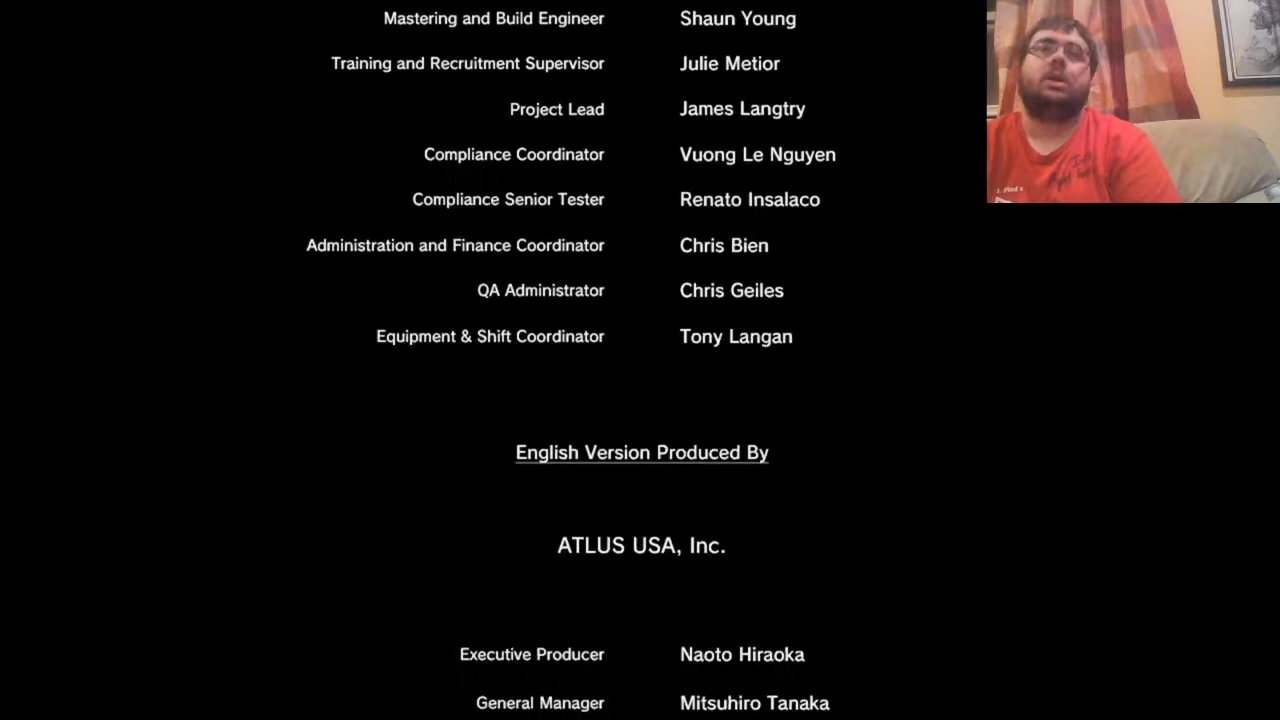 Mastering and Build Engineer Shaun Young
Training and Recruitment Supervisor Julie Metior
Project Lead James Langtry
Compliance Coordinator Vuong Le Nguyen
Compliance Senior Tester Renato Insalaco
Administration and Finance Coordinator Chris Bien
QA Administrator Chris Geiles
Equipment & Shift Coordinator Tony Langan
English Version Produced By
ATLUS USA, Inc.
Executive Producer Naoto Hiraoka
General Manager Mitsuhiro Tanaka